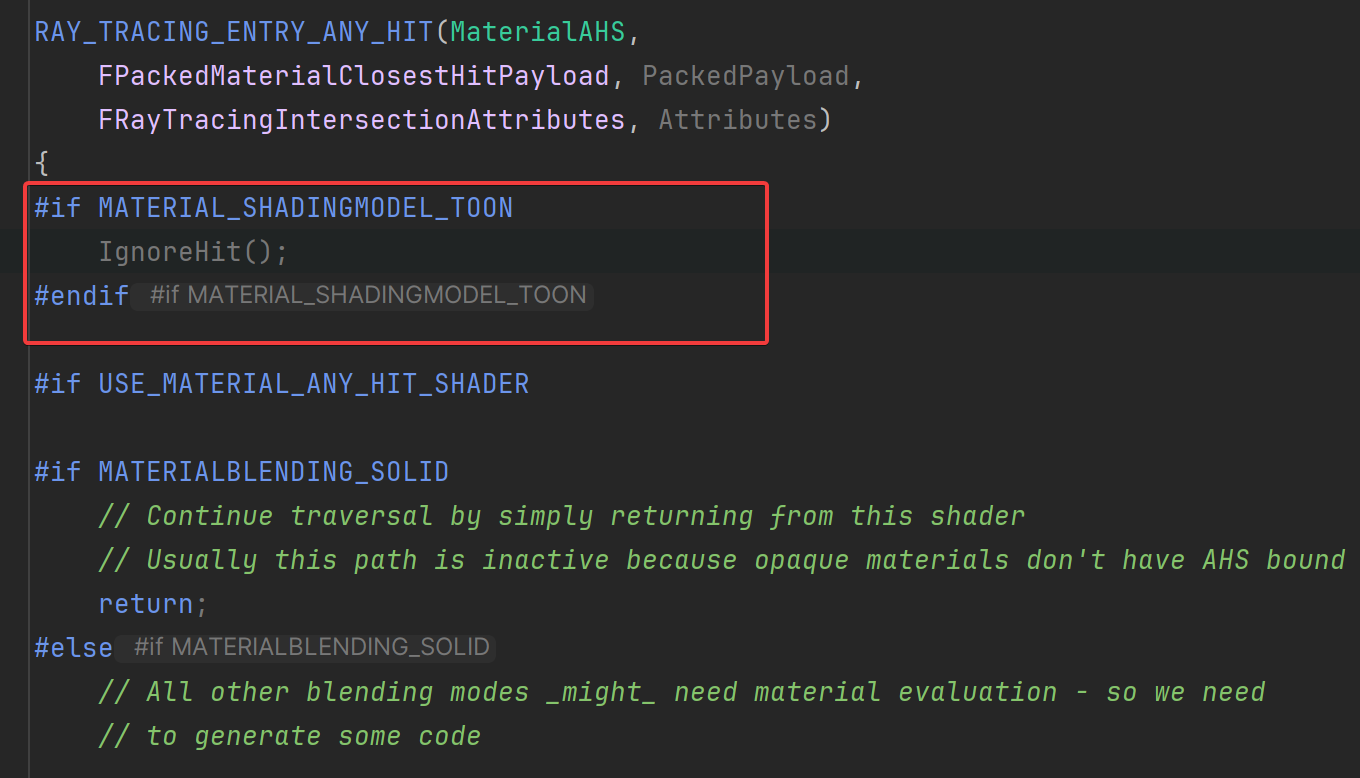 RAY_TRACING_ENTRY_ANY_HIT(MaterialAHS,
FPackedMaterialClosestHitPayload, PackedPayload,
FRayTracingIntersectionAttributes, Attributes)
{
#if MATERIAL_SHADINGMODEL_TOON
IgnoreHit();
#endif #if MATERIAL_SHADINGMODEL_TOON
#if USE_MATERIAL_ANY_HIT_SHADER
#if MATERIALBLENDING_SOLID
// Continue traversal by simply returning from this shader
// Usually this path is inactive because opaque materials don't have AHS bound
return;
#else #if MATERIALBLENDING_SOLID
// All other blending modes _might_ need material evaluation - so we need
// to generate some code